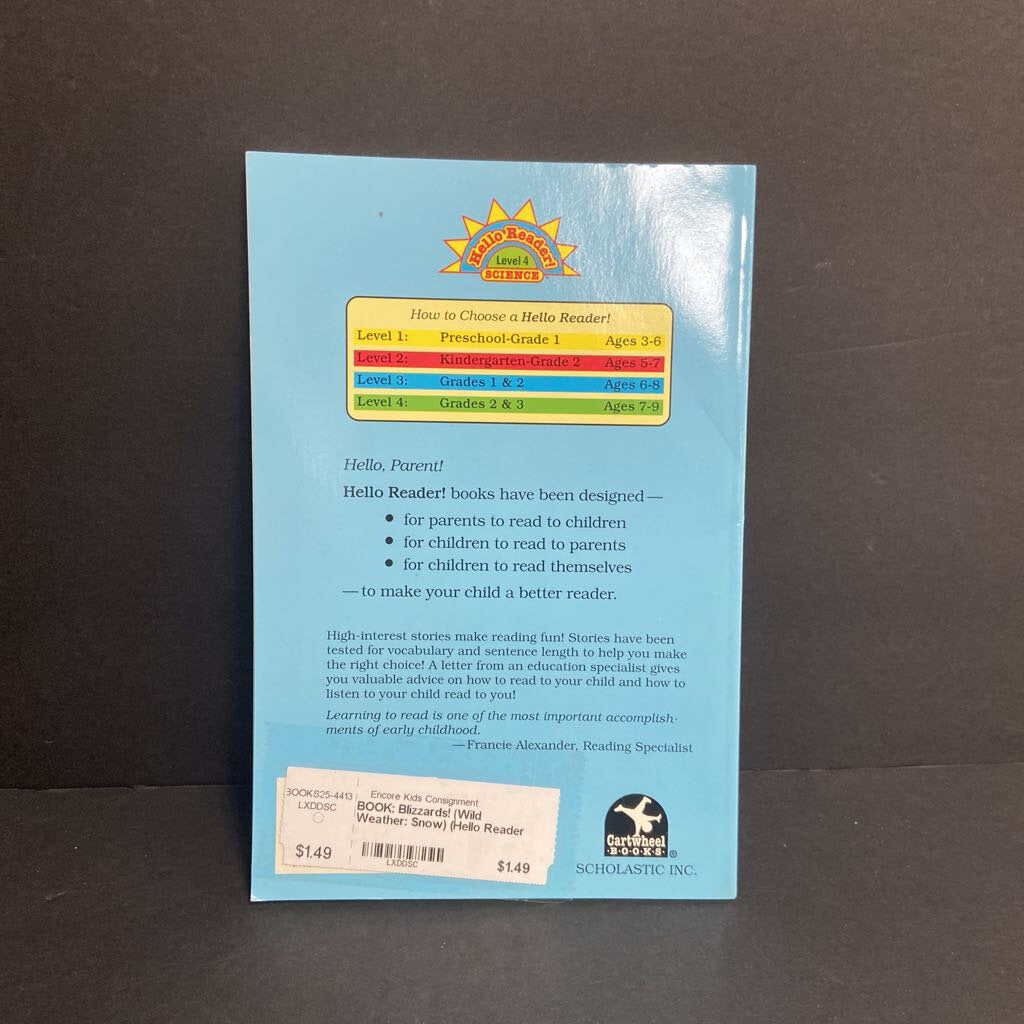 Hello Reader!
Level 4
SCIENCE™
How to Choose a Hello Reader!
Level 1: Preschool-Grade 1 Ages 3-6
Level 2: Kindergarten-Grade 2 Ages 5-7
Level 3: Grades 1 & 2 Ages 6-8
Level 4: Grades 2 & 3 Ages 7-9
Hello, Parent!
Hello Reader! books have been designed—
• for parents to read to children
• for children to read to parents
• for children to read themselves
—to make your child a better reader.
High-interest stories make reading fun! Stories have been
tested for vocabulary and sentence length to help you make
the right choice! A letter from an education specialist gives
you valuable advice on how to read to your child and how to
listen to your child read to you!
Learning to read is one of the most important accomplish-
ments of early childhood.
—Francie Alexander, Reading Specialist
BOOKS25-4413
LXDDSC
$1.49
Encore Kids Consignment
BOOK: Blizzards! (Wild
Weather: Snow) (Hello Reader
LXDDSC
$1.49
Cartwheel
·B·O·O·K·S· ®
SCHOLASTIC INC.